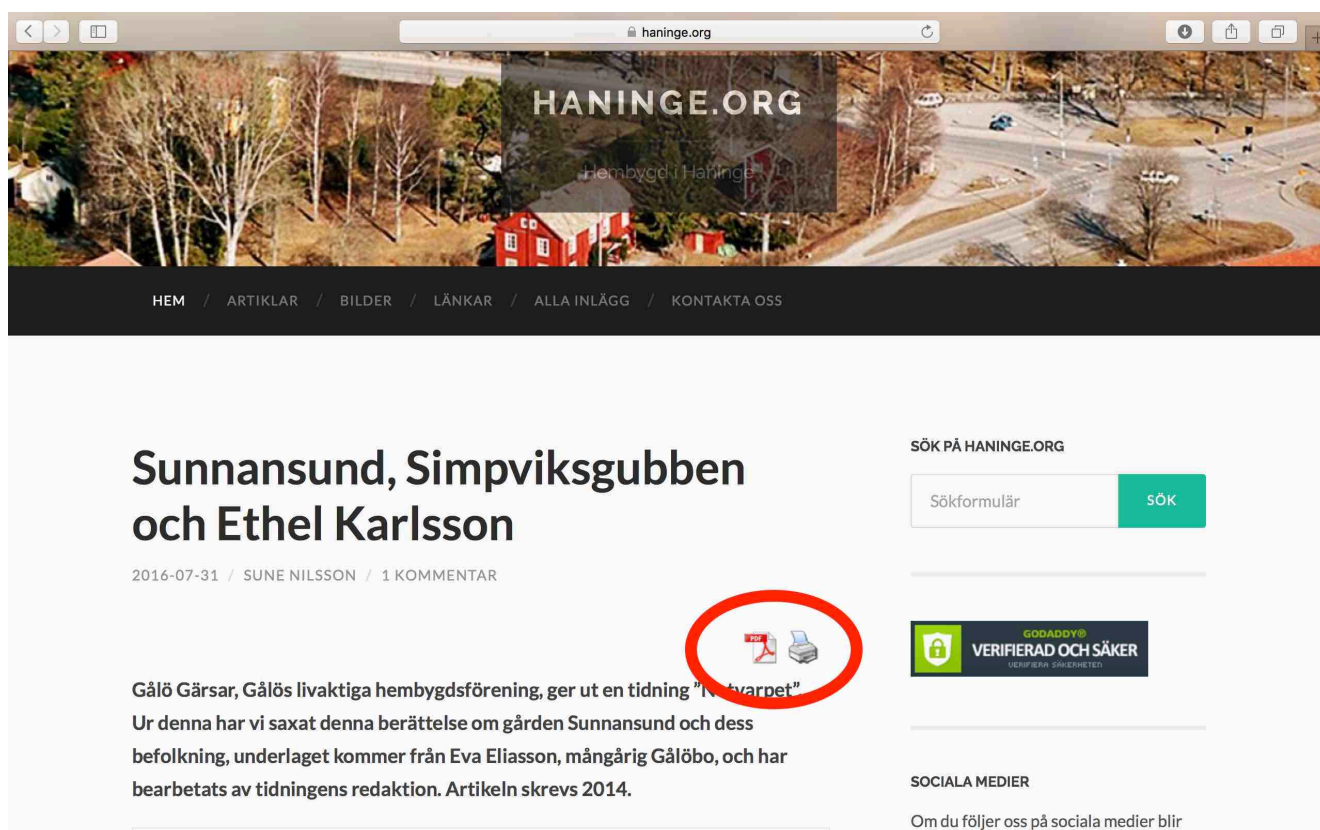 haninge.org
HANINGE.ORG
Hembygd i Haninge
HEM / ARTIKLAR / BILDER / LÄNKAR / ALLA INLÄGG / KONTAKTA OSS
Sunnansund, Simpviksgubben
och Ethel Karlsson
2016-07-31 / SUNE NILSSON / 1 KOMMENTAR
PDF
Gålö Gärsar, Gålös livaktiga hembygdsförening, ger ut en tidning
Ur denna har vi saxat denna berättelse om gården Sunnansund och dess
befolkning, underlaget kommer från Eva Eliasson, mångårig Gålöbo, och har
bearbetats av tidningens redaktion. Artikeln skrevs 2014.
SÖK PÅ HANINGE.ORG
Sökformulär
SÖK
GODADDY®
VERIFIERAD OCH SÄKER
VERIFIERA SÄKERHETEN
SOCIALA MEDIER
Om du följer oss på sociala medier blir